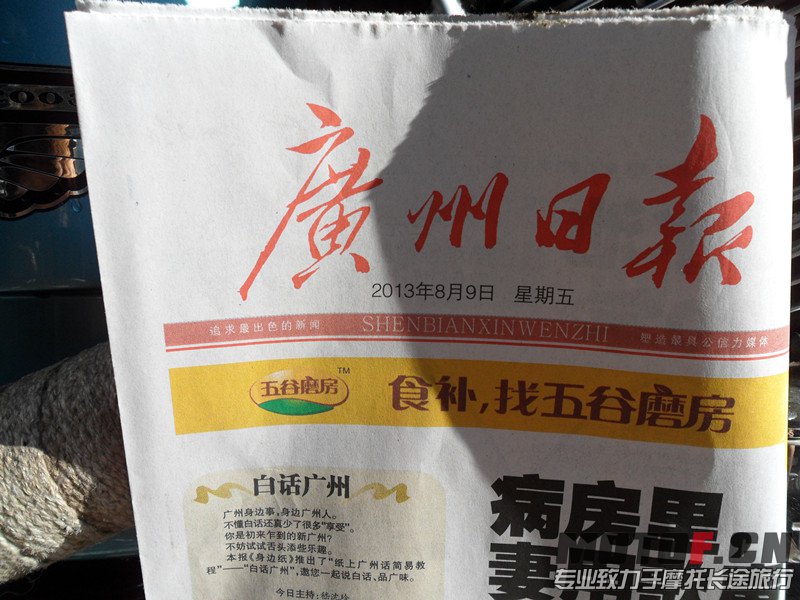 廣州日報
2013年8月9日 星期五
追求最出色的新闻 SHENBIANXINWENZHI 塑造最具公信力媒体
五谷磨房 TM 食补,找五谷磨房
白话广州
广州身边事,身边广州人。
不懂白话还真少了很多"享受"。
你是初来乍到的新广州?
不妨试试舌头添些乐趣。
本报《身边纸》推出了"纸上广州话简易教
程"——"白话广州",邀您一起说白话、品广味。
今日主持:
病房里
妻
MOTOF.CN
专业致力于摩托长途旅行